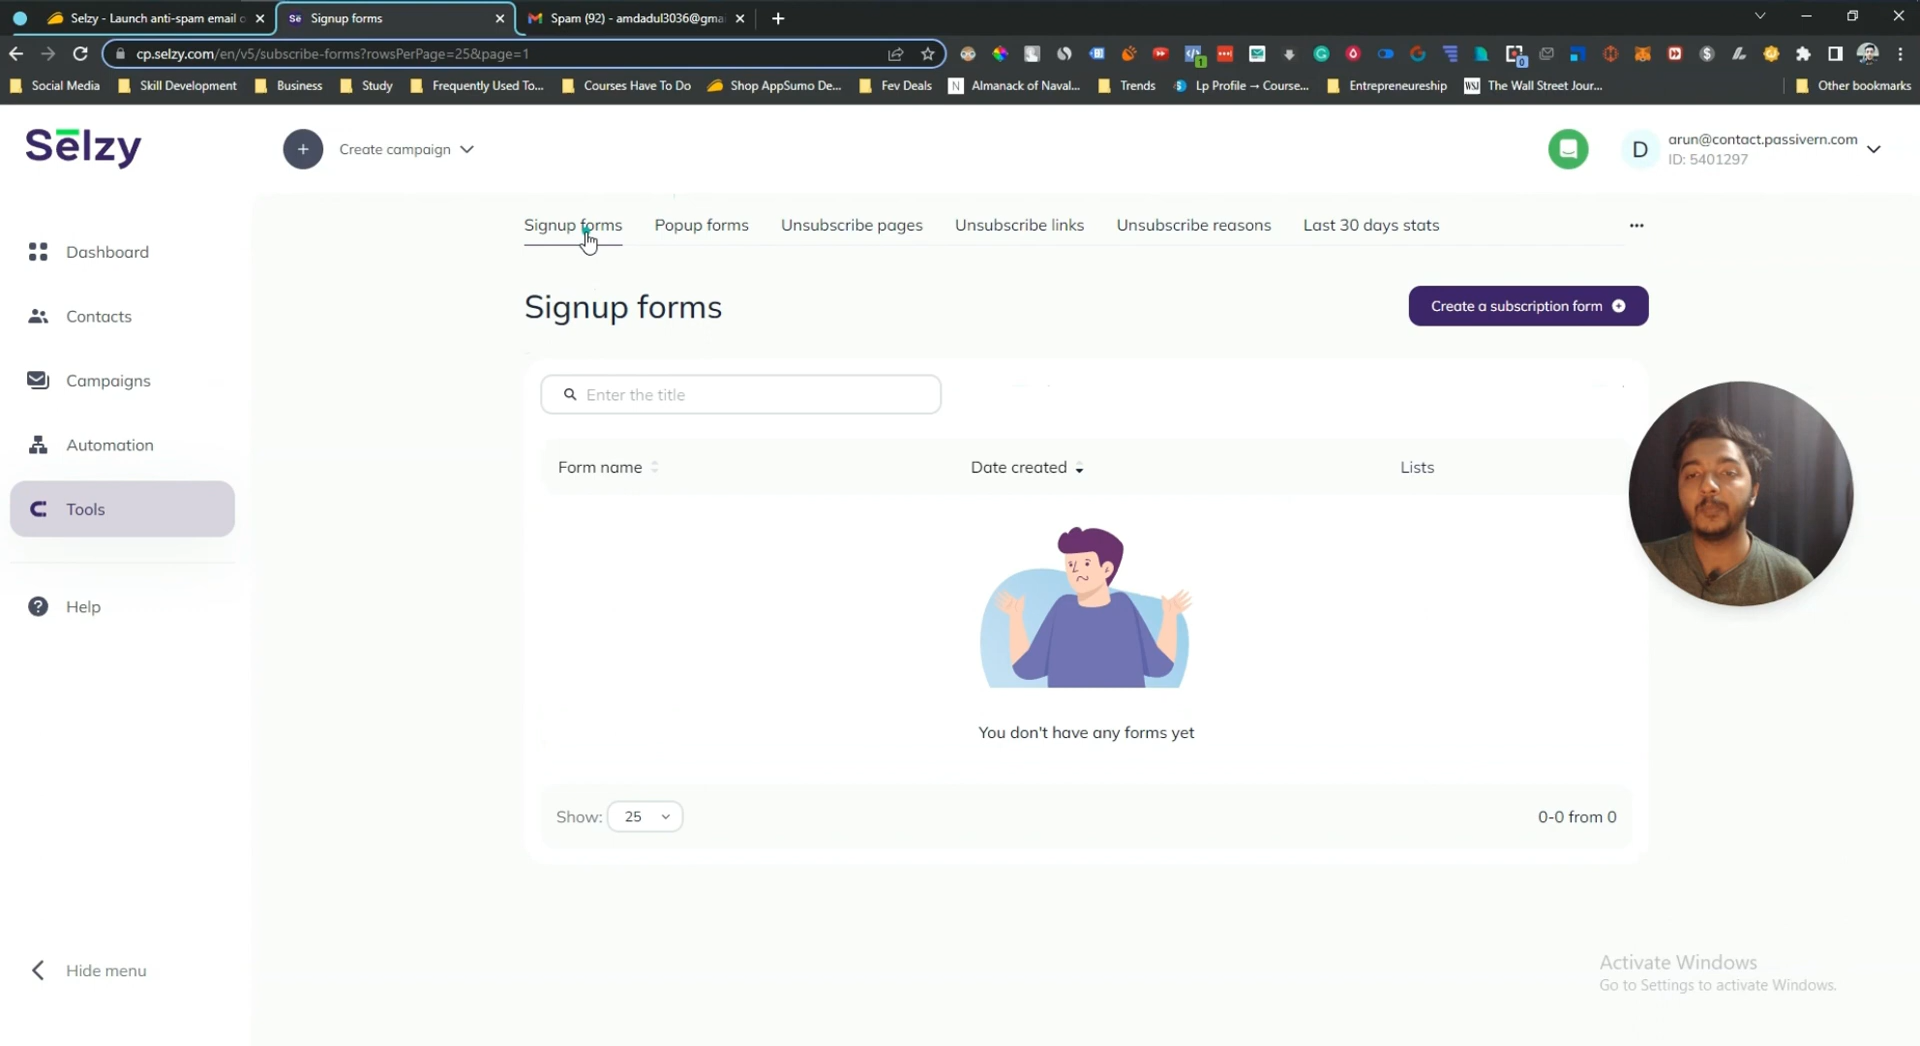 Selzy - Launch anti-spam email c
Signup forms
Spam (92) - amdadul3036@gma
cp.selzy.com/en/v5/subscribe-forms?rowsPerPage=25&page=1
Social Media
Skill Development
Business
Study
Frequently Used To...
Courses Have To Do
Shop AppSumo De...
Fev Deals
Almanack of Naval...
Trends
Lp Profile → Course...
Entrepreneureship
WSJ
The Wall Street Jour...
Other bookmarks
Selzy
Create campaign
D
arun@contact.passivern.com
ID: 5401297
Dashboard
Contacts
Campaigns
Automation
Tools
Help
Hide menu
Signup forms
Popup forms
Unsubscribe pages
Unsubscribe links
Unsubscribe reasons
Last 30 days stats
Signup forms
Create a subscription form
Enter the title
Form name
Date created
Lists
You don't have any forms yet
Show:
25
0-0 from 0
Activate Windows
Go to Settings to activate Windows.